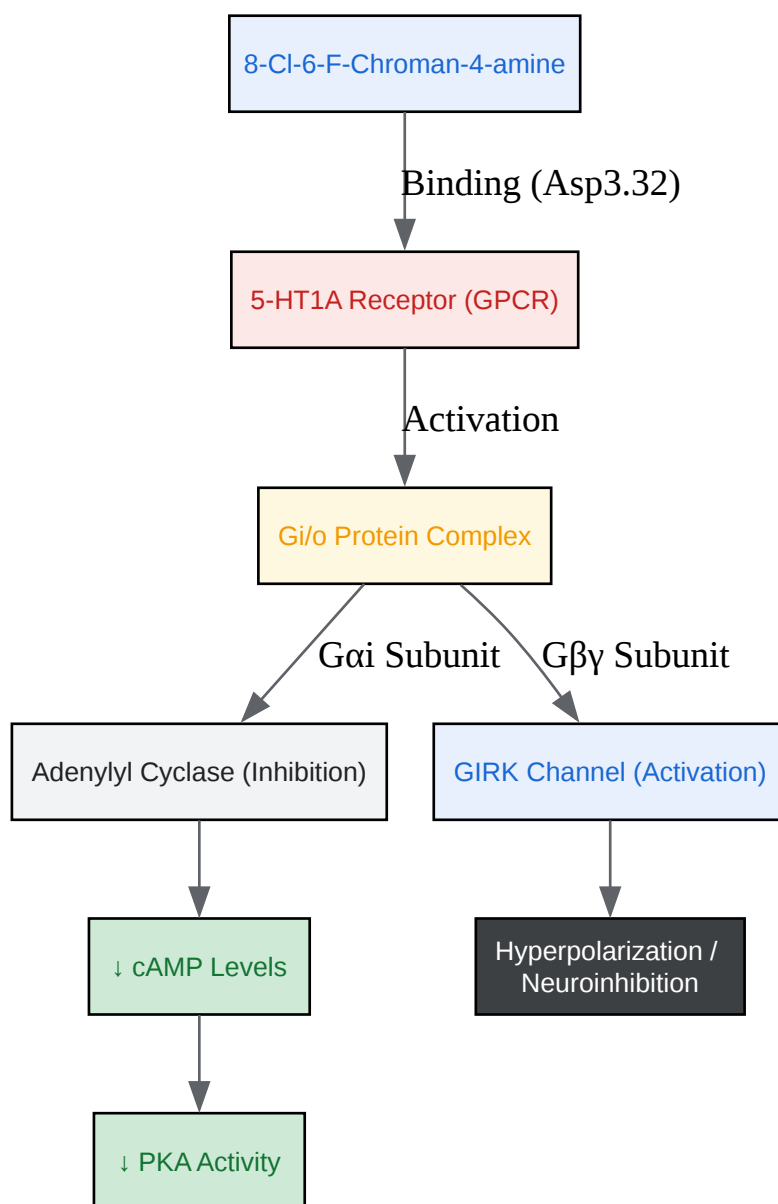 8-Cl-6-F-Chroman-4-amine
Binding (Asp3.32)
5-HT1A Receptor (GPCR)
Activation
Gi/o Protein Complex
Gαi Subunit
Gβγ Subunit
Adenylyl Cyclase (Inhibition)
GIRK Channel (Activation)
↓ cAMP Levels
Hyperpolarization /
Neuroinhibition
↓ PKA Activity